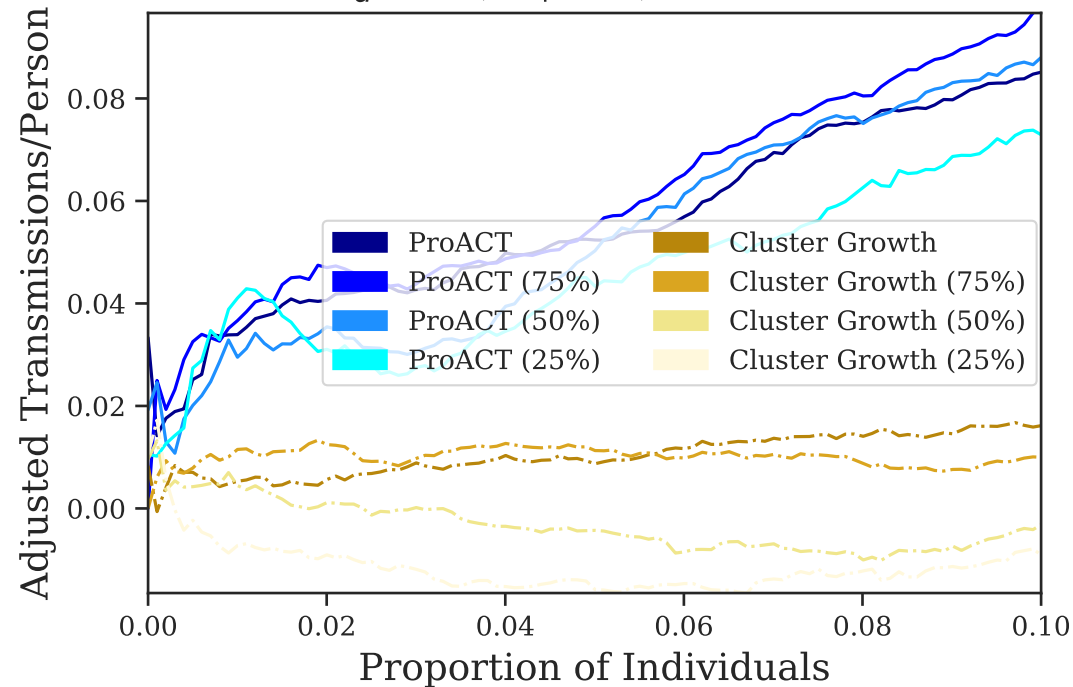 Adjusted Transmissions/Person
0.08
0.06
0.04
0.02
0.00
ProACT
ProACT (75%)
ProACT (50%)
ProACT (25%)
Cluster Growth
Cluster Growth (75%)
Cluster Growth (50%)
Cluster Growth (25%)
0.00 0.02 0.04 0.06 0.08 0.10
Proportion of Individuals